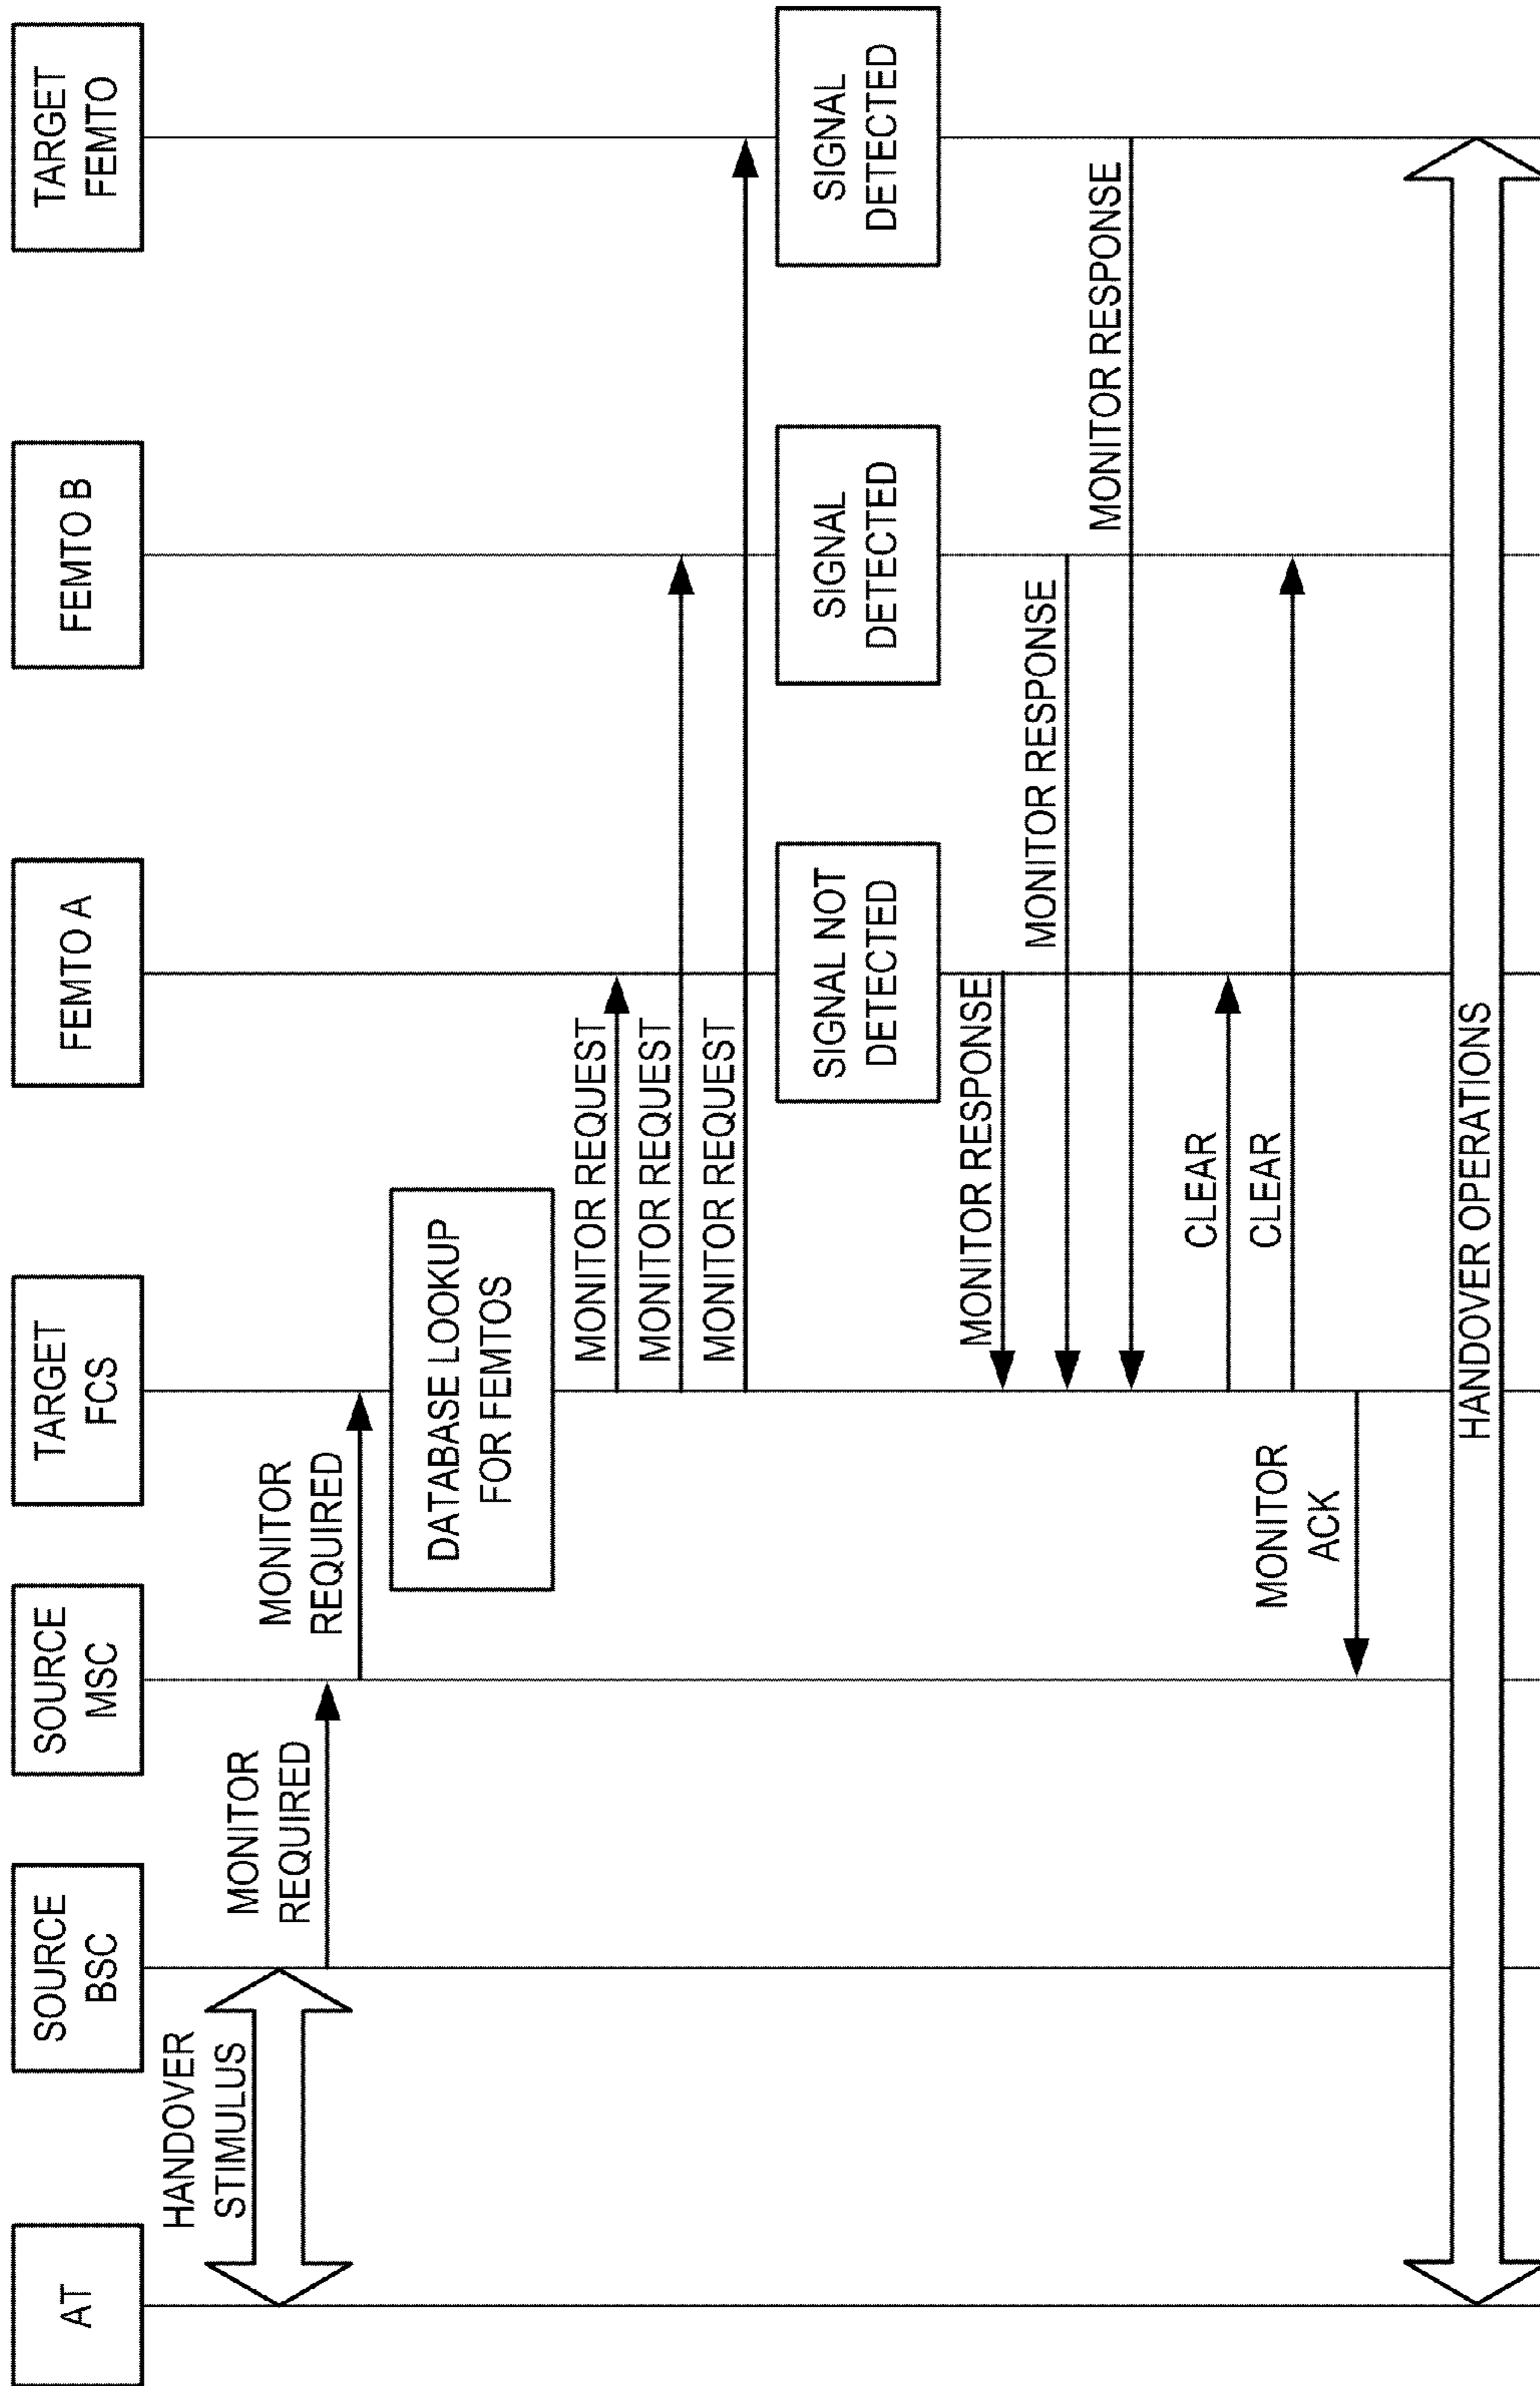 AT
SOURCE
BSC
SOURCE
MSC
TARGET
FCS
FEMTO A
FEMTO B
TARGET
FEMTO
HANDOVER
STIMULUS
MONITOR
REQUIRED
MONITOR
REQUIRED
DATABASE LOOKUP
FOR FEMTOS
MONITOR REQUEST
MONITOR REQUEST
MONITOR REQUEST
SIGNAL NOT
DETECTED
SIGNAL
DETECTED
SIGNAL
DETECTED
MONITOR RESPONSE
MONITOR RESPONSE
MONITOR RESPONSE
CLEAR
CLEAR
MONITOR
ACK
HANDOVER OPERATIONS